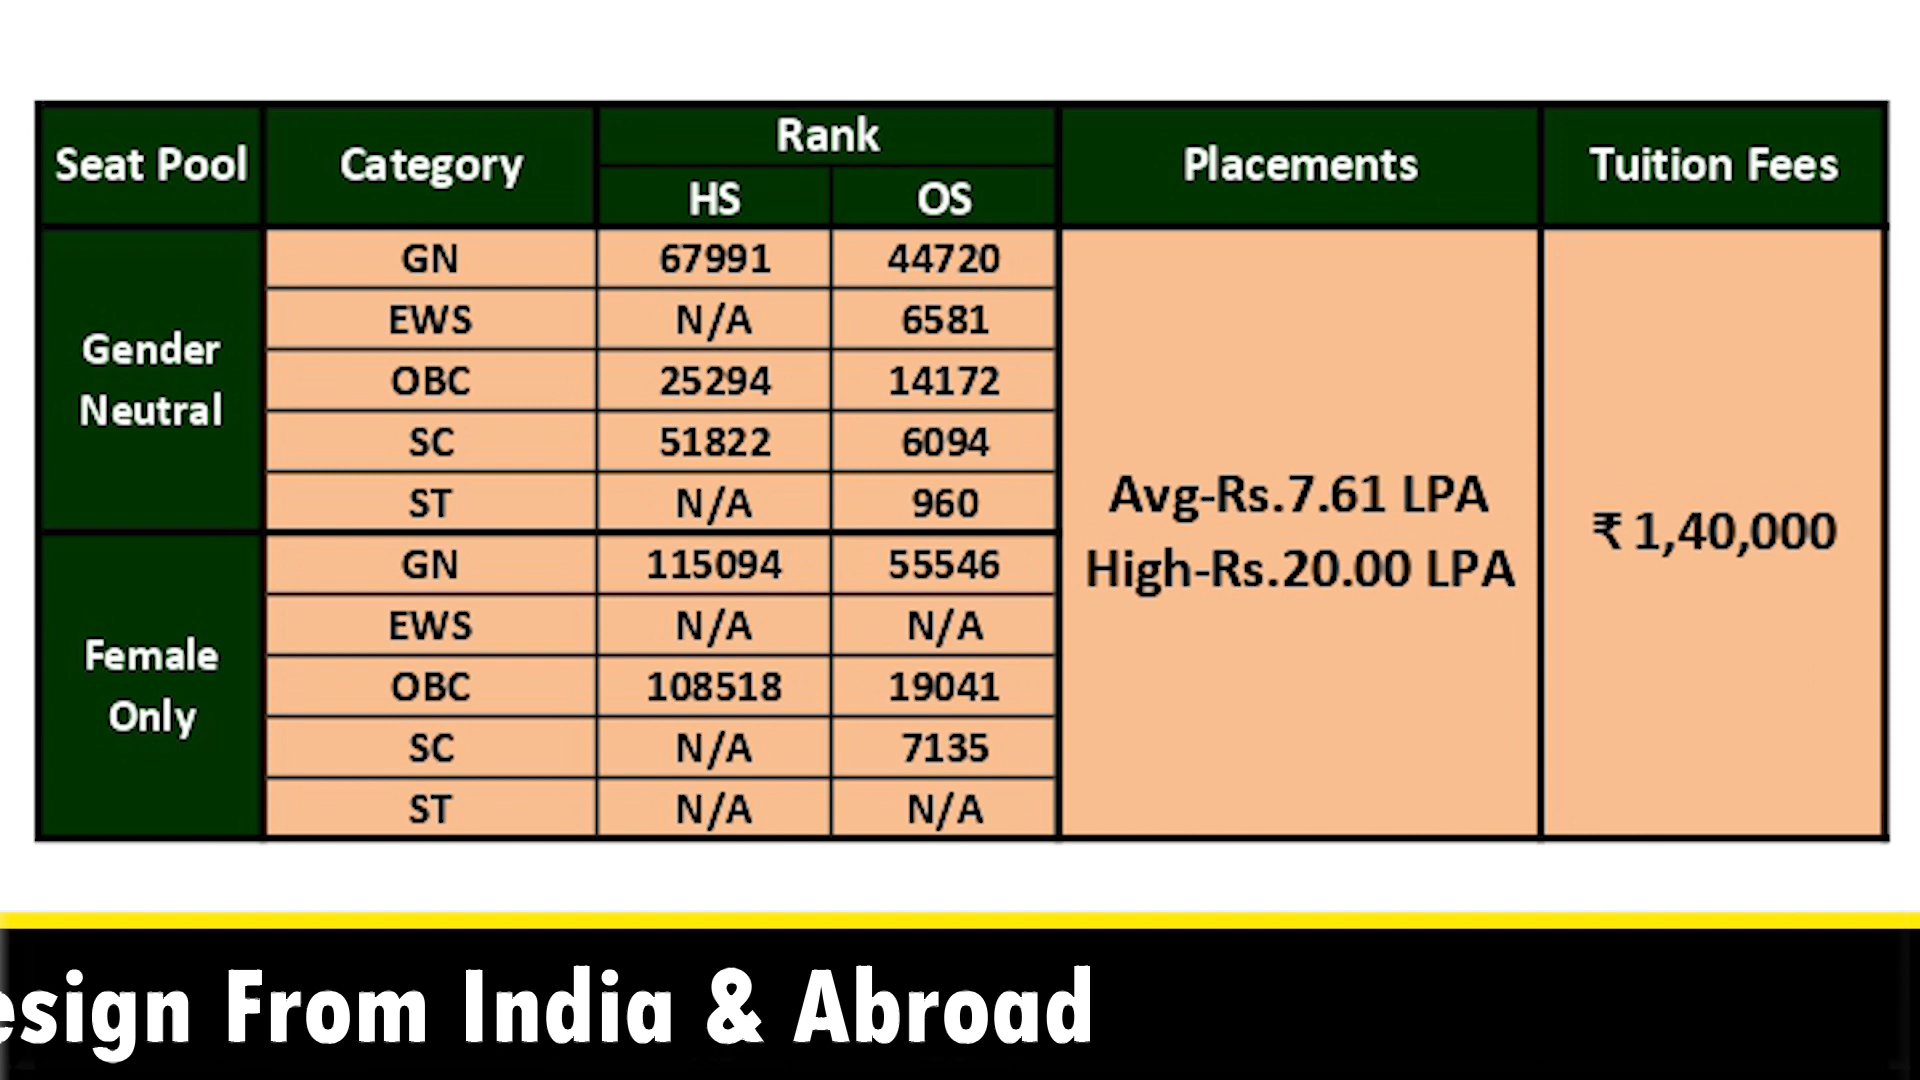 Seat Pool Category Rank Placements Tuition Fees
HS OS
Gender
Neutral
GN 67991 44720
EWS N/A 6581
OBC 25294 14172
SC 51822 6094
ST N/A 960
Female
Only
GN 115094 55546
EWS N/A N/A
OBC 108518 19041
SC N/A 7135
ST N/A N/A
Avg-Rs.7.61 LPA
High-Rs.20.00 LPA
₹ 1,40,000
esign From India & Abroad